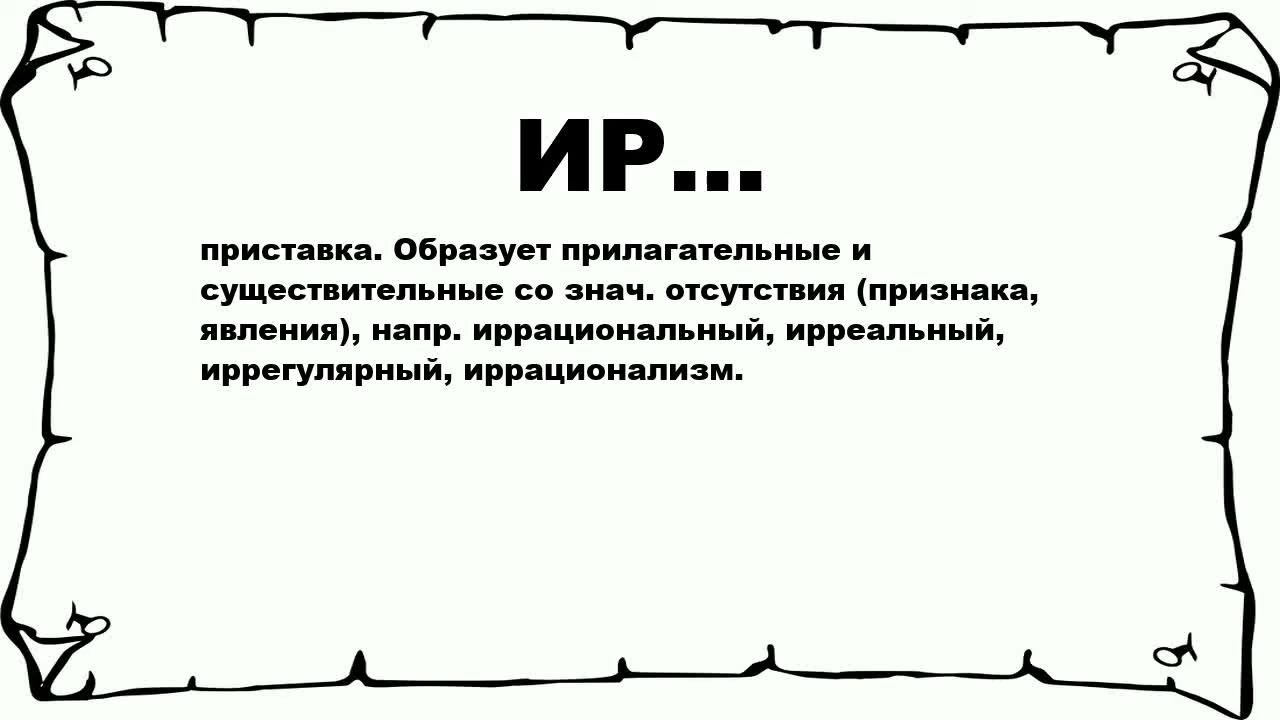 ИР...
приставка. Образует прилагательные и
существительные со знач. отсутствия (признака,
явления), напр. иррациональный, ирреальный,
иррегулярный, иррационализм.